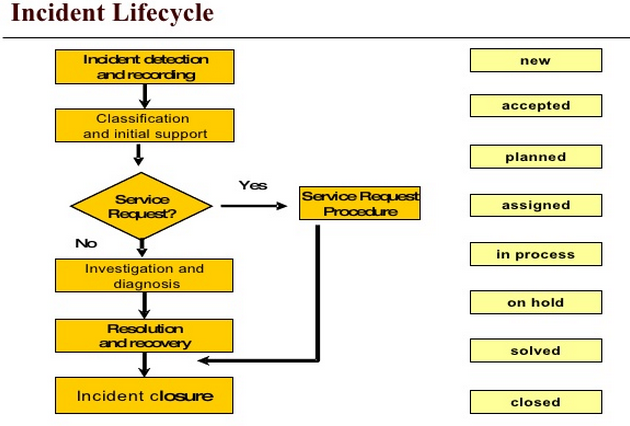 Incident Lifecycle
Incident detection
and recording
Classification
and initial support
Service
Request?
Yes
Service Request
Procedure
No
Investigation and
diagnosis
Resolution
and recovery
Incident closure
new
accepted
planned
assigned
in process
on hold
solved
closed